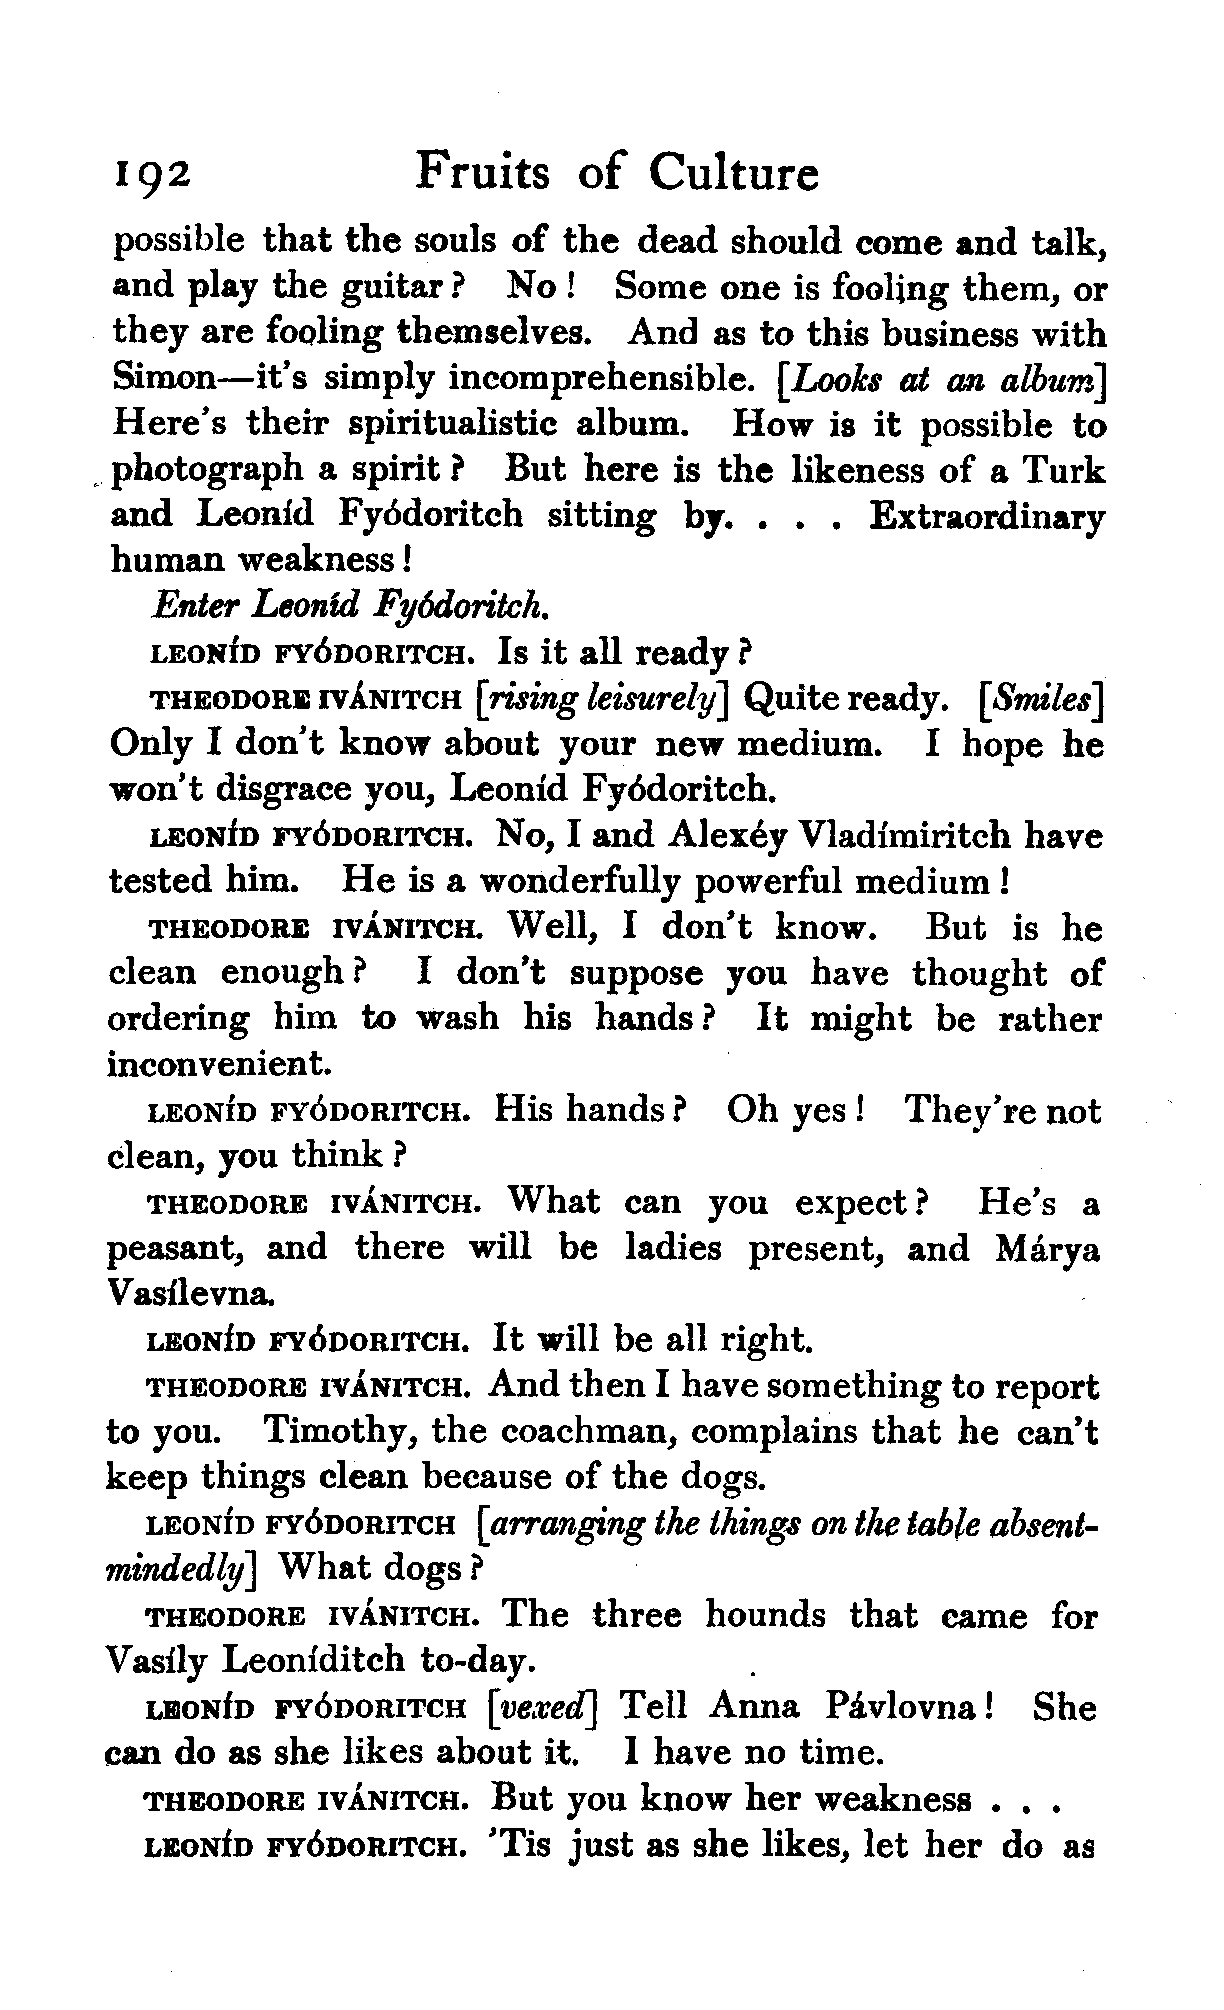 192 Fruits of Culture
possible that the souls of the dead should come and talk,
and play the guitar? No! Some one is fooling them, or
they are fooling themselves. And as to this business with
Simon—it's simply incomprehensible. [Looks at an album]
Here's their spiritualistic album. How is it possible to
photograph a spirit? But here is the likeness of a Turk
and Leoníd Fyódoritch sitting by. . . . Extraordinary
human weakness!
Enter Leoníd Fyódoritch.
LEONÍD FYÓDORITCH. Is it all ready?
THEODORE IVÁNITCH [rising leisurely] Quite ready. [Smiles]
Only I don't know about your new medium. I hope he
won't disgrace you, Leoníd Fyódoritch.
LEONÍD FYÓDORITCH. No, I and Alexéy Vladímiritch have
tested him. He is a wonderfully powerful medium!
THEODORE IVÁNITCH. Well, I don't know. But is he
clean enough? I don't suppose you have thought of
ordering him to wash his hands? It might be rather
inconvenient.
LEONÍD FYÓDORITCH. His hands? Oh yes! They're not
clean, you think?
THEODORE IVÁNITCH. What can you expect? He's a
peasant, and there will be ladies present, and Márya
Vasílevna.
LEONÍD FYÓDORITCH. It will be all right.
THEODORE IVÁNITCH. And then I have something to report
to you. Timothy, the coachman, complains that he can't
keep things clean because of the dogs.
LEONÍD FYÓDORITCH [arranging the things on the table absent-
mindedly] What dogs?
THEODORE IVÁNITCH. The three hounds that came for
Vasíly Leoníditch to-day.
LEONÍD FYÓDORITCH [vexed] Tell Anna Pávlovna! She
can do as she likes about it. I have no time.
THEODORE IVÁNITCH. But you know her weakness . . .
LEONÍD FYÓDORITCH. 'Tis just as she likes, let her do as